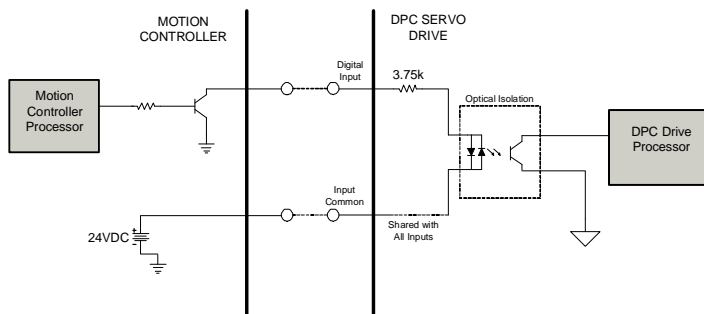 MOTION
CONTROLLER
DPC SERVO
DRIVE
Motion
Controller
Processor
Digital
Input
3.75k
Optical Isolation
DPC Drive
Processor
Input
Common
Shared with
All Inputs
24VDC
+
-